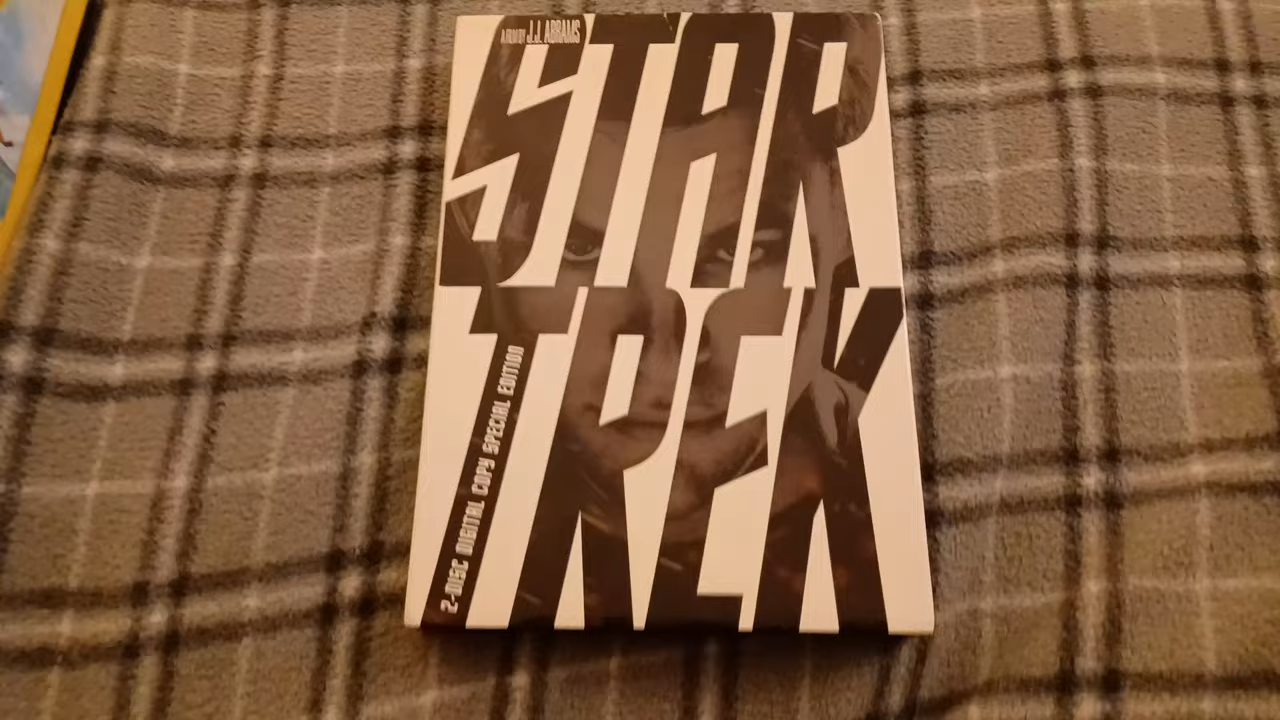 A FILM BY J.J. ABRAMS
STAR
TREK
2-DISC DIGITAL COPY SPECIAL EDITION